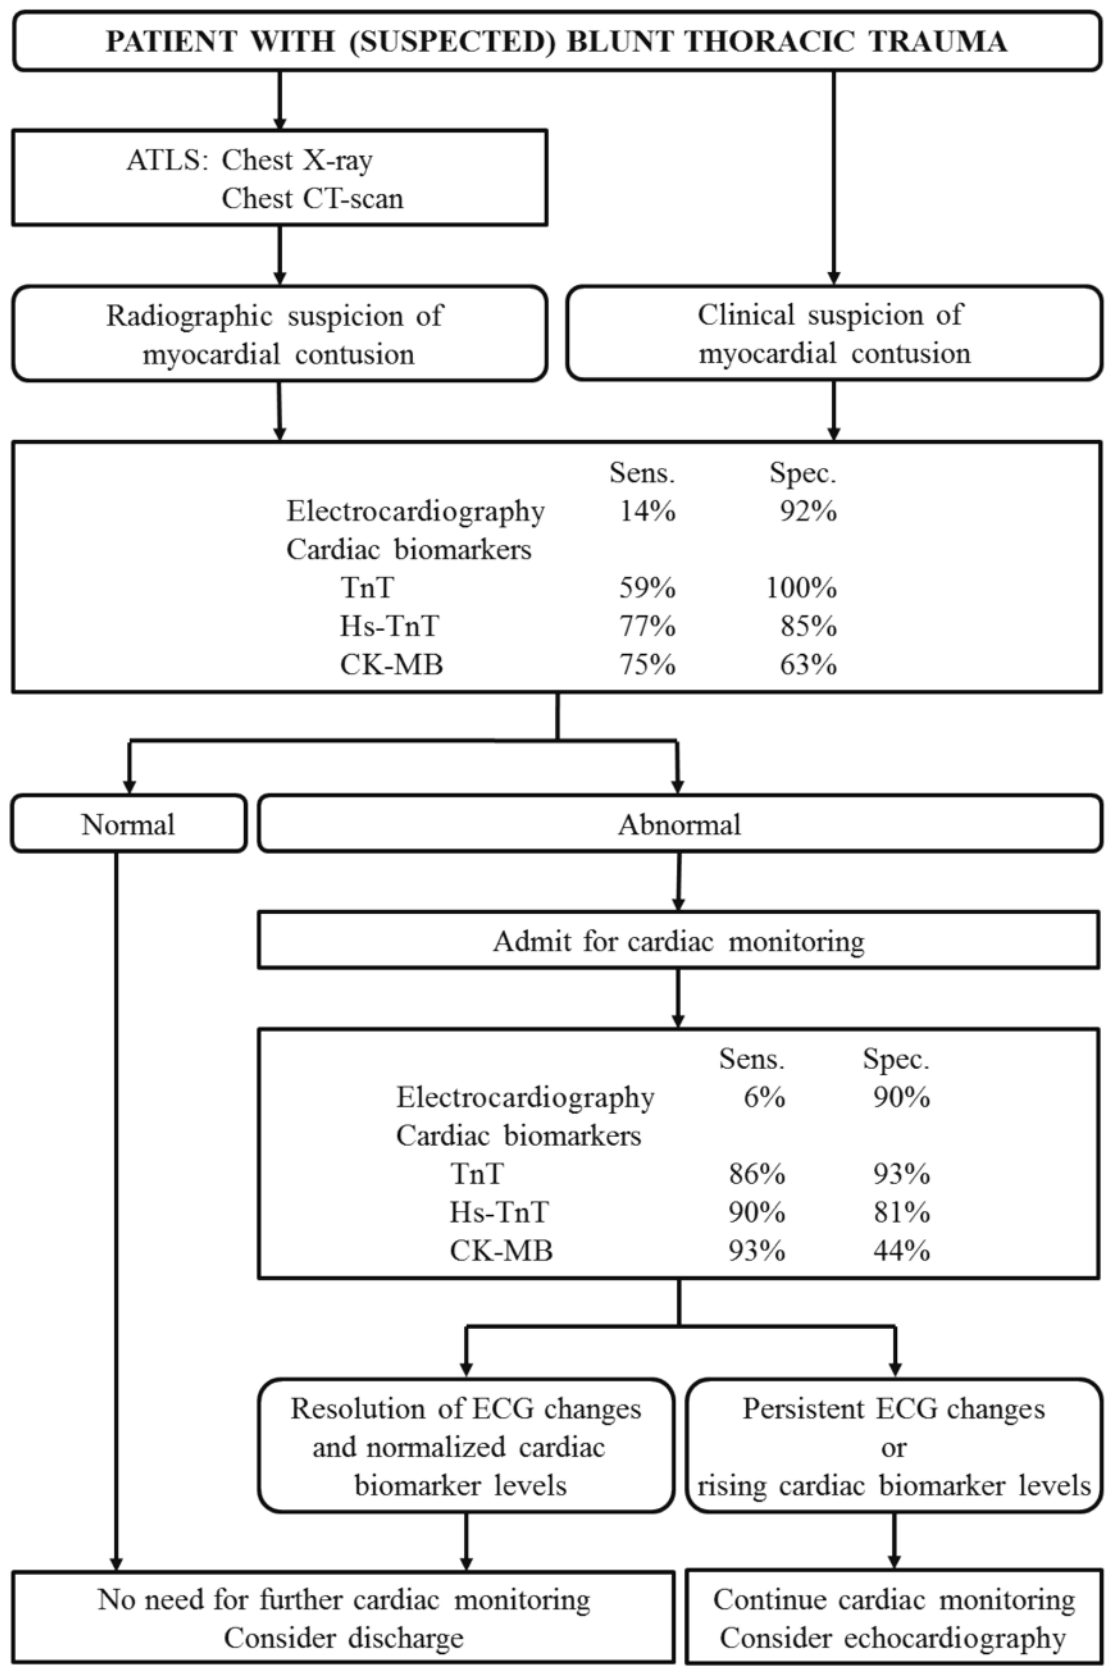 PATIENT WITH (SUSPECTED) BLUNT THORACIC TRAUMA
ATLS: Chest X-ray
Chest CT-scan
Radiographic suspicion of
myocardial contusion
Clinical suspicion of
myocardial contusion
Sens. Spec.
Electrocardiography 14% 92%
Cardiac biomarkers
TnT 59% 100%
Hs-TnT 77% 85%
CK-MB 75% 63%
Normal
Abnormal
Admit for cardiac monitoring
Sens. Spec.
Electrocardiography 6% 90%
Cardiac biomarkers
TnT 86% 93%
Hs-TnT 90% 81%
CK-MB 93% 44%
Resolution of ECG changes
and normalized cardiac
biomarker levels
Persistent ECG changes
or
rising cardiac biomarker levels
No need for further cardiac monitoring
Consider discharge
Continue cardiac monitoring
Consider echocardiography